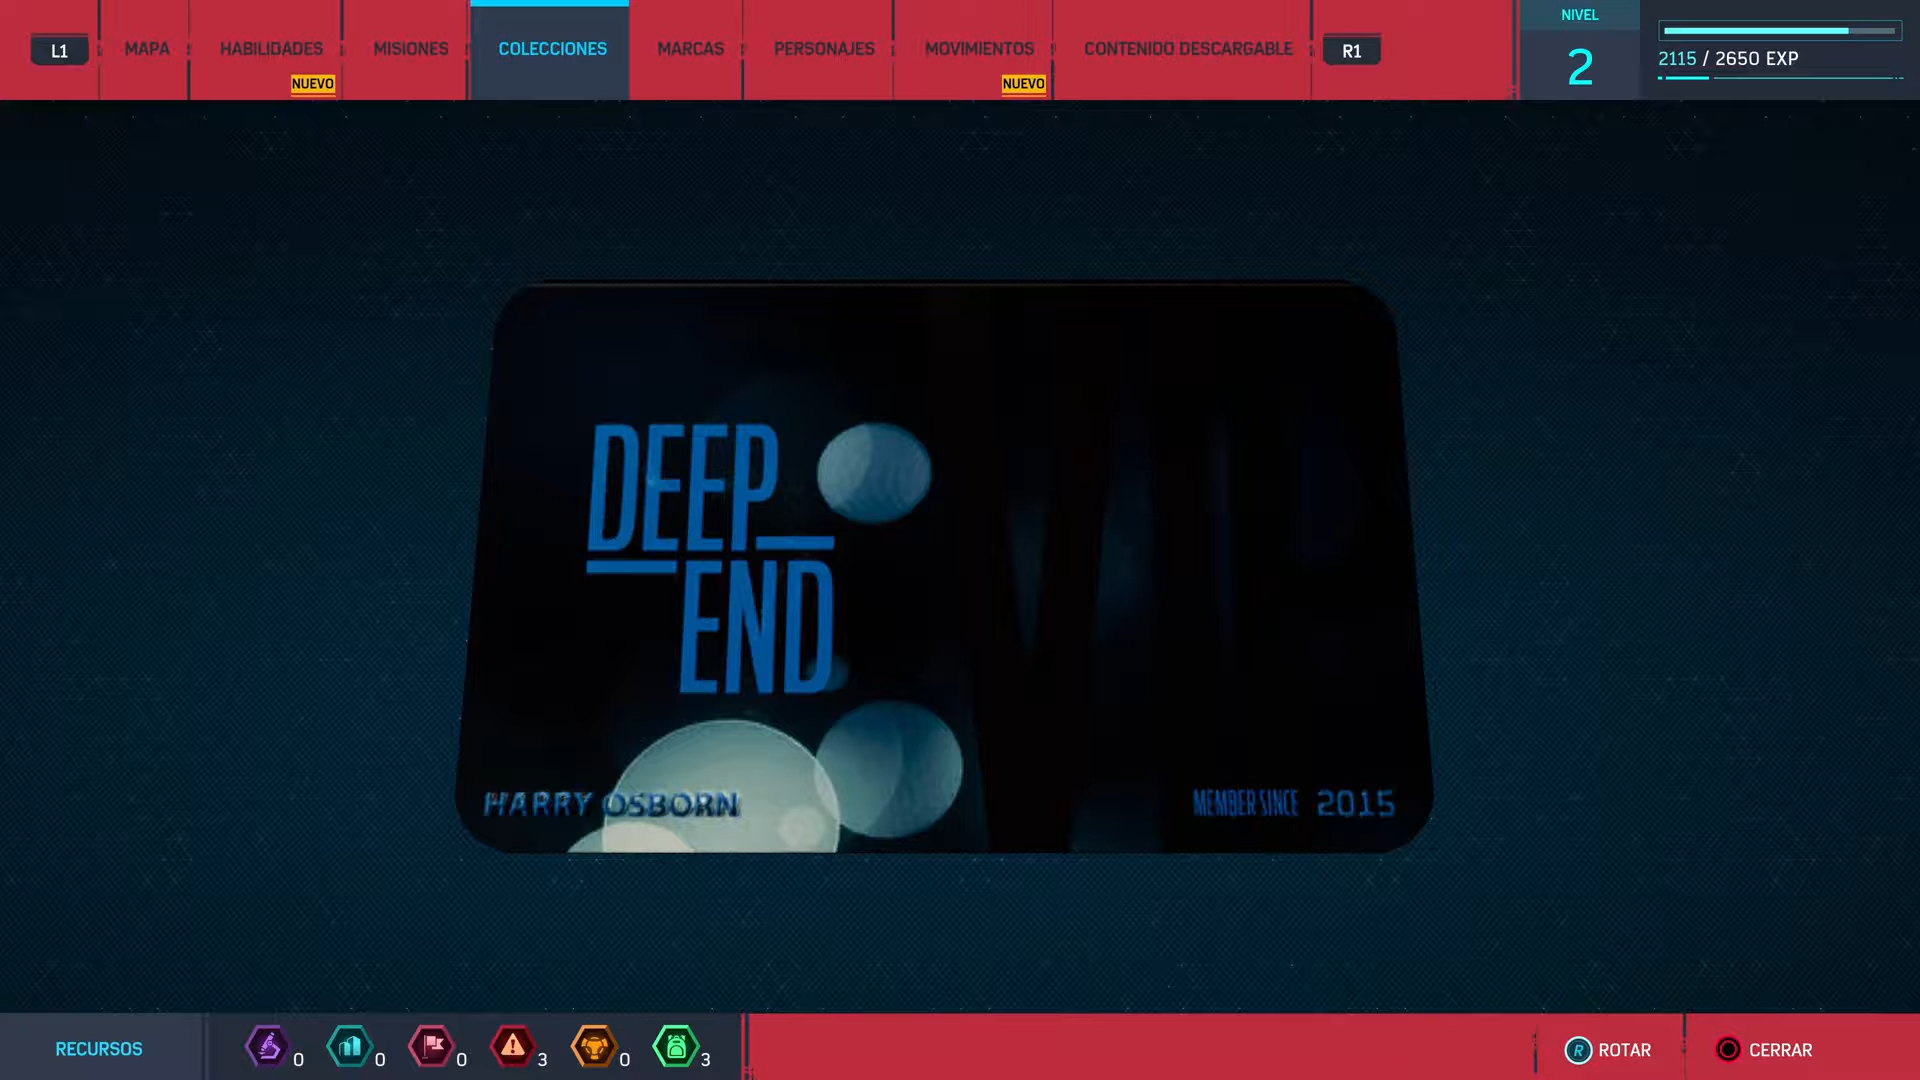 L1 MAPA HABILIDADES MISIONES COLECCIONES MARCAS PERSONAJES MOVIMIENTOS CONTENIDO DESCARGABLE R1
NUEVO NUEVO
NIVEL
2
2115 / 2650 EXP
DEEP
END
HARRY OSBORN
MEMBER SINCE 2015
RECURSOS 0 0 0 3 0 3 R ROTAR CERRAR